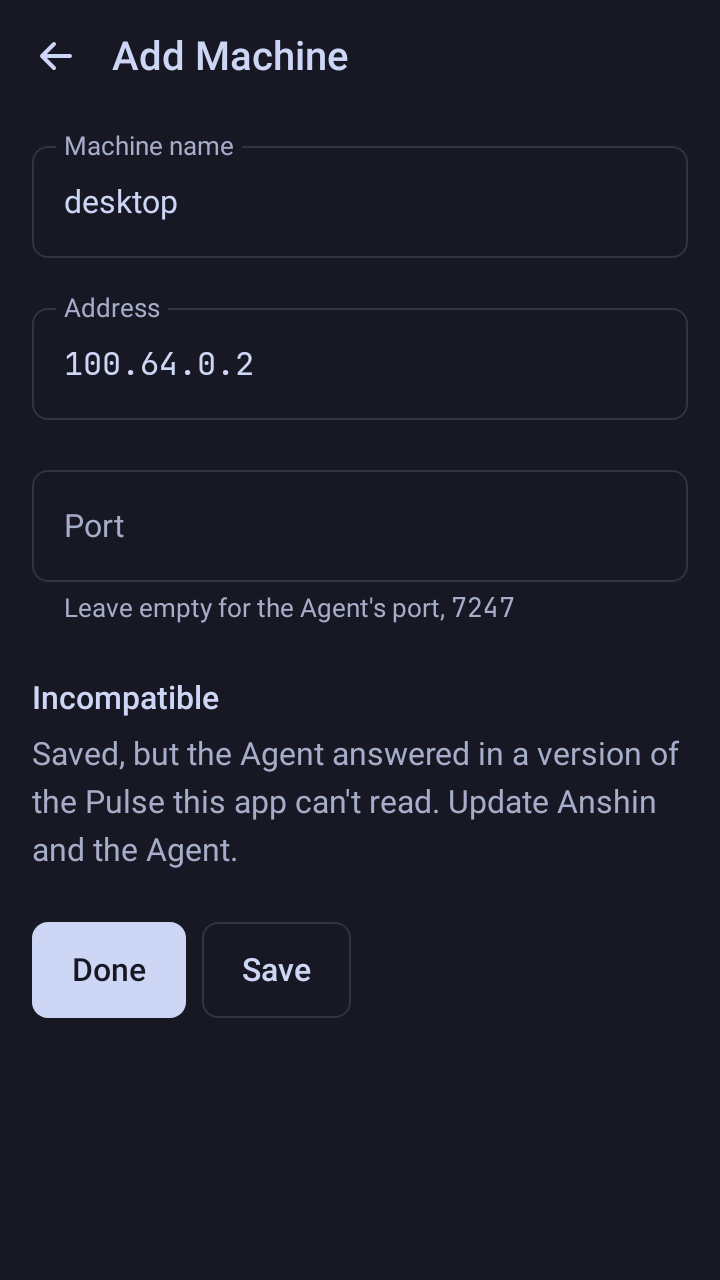 Add Machine
Machine name
desktop
Address
100.64.0.2
Port
Leave empty for the Agent's port, 7247
Incompatible
Saved, but the Agent answered in a version of
the Pulse this app can't read. Update Anshin
and the Agent.
Done
Save